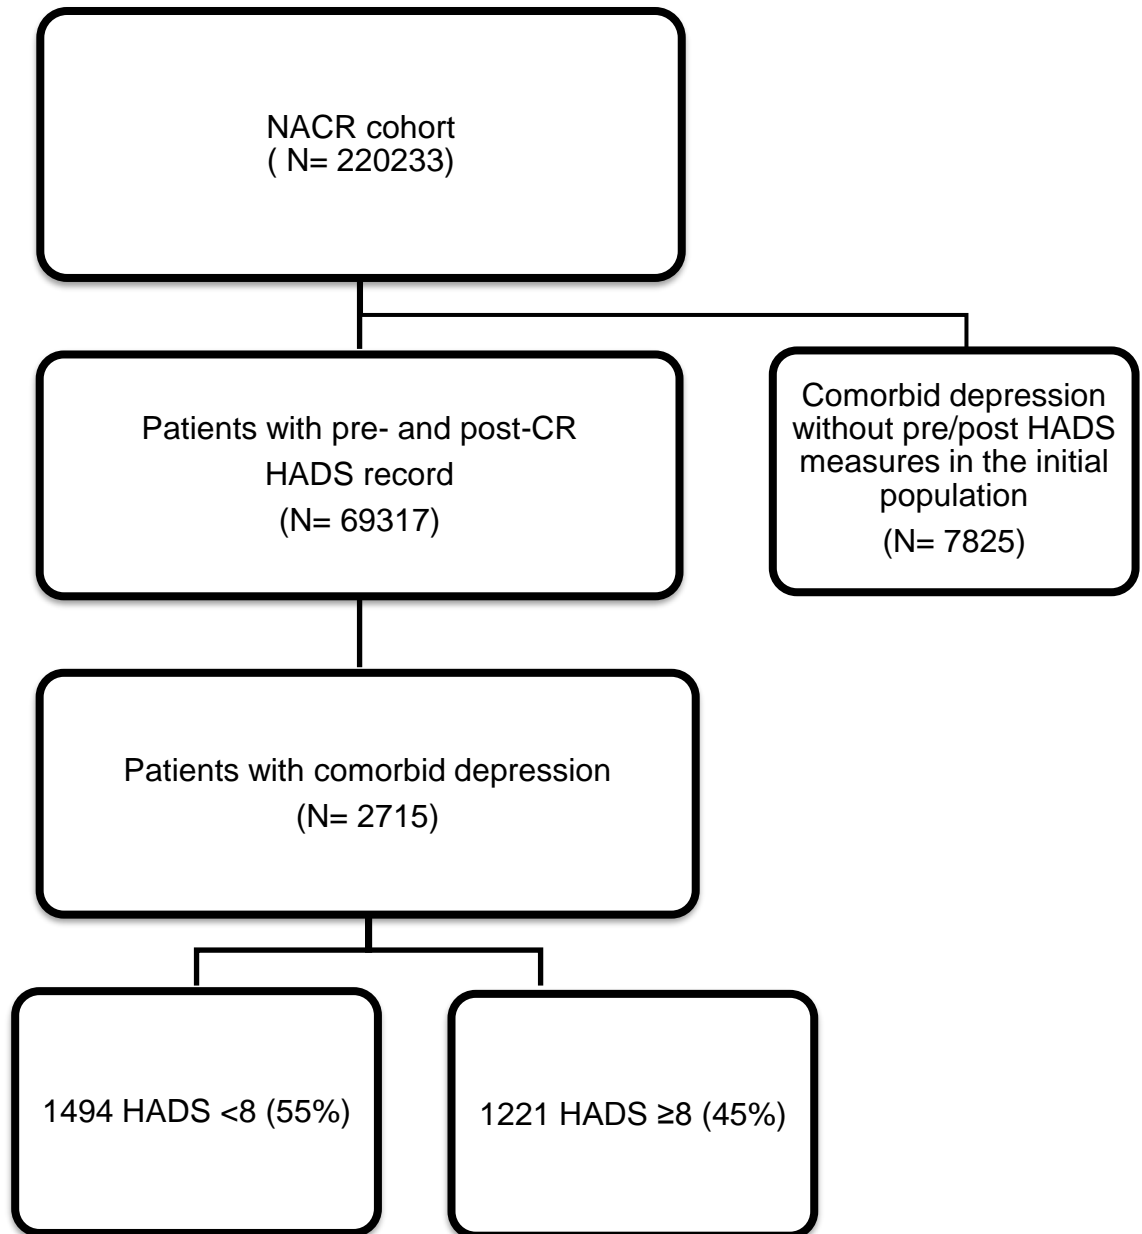 NACR cohort
( N= 220233)
Patients with pre- and post-CR
HADS record
(N= 69317)
Comorbid depression
without pre/post HADS
measures in the initial
population
(N= 7825)
Patients with comorbid depression
(N= 2715)
1494 HADS <8 (55%)
1221 HADS ≥8 (45%)